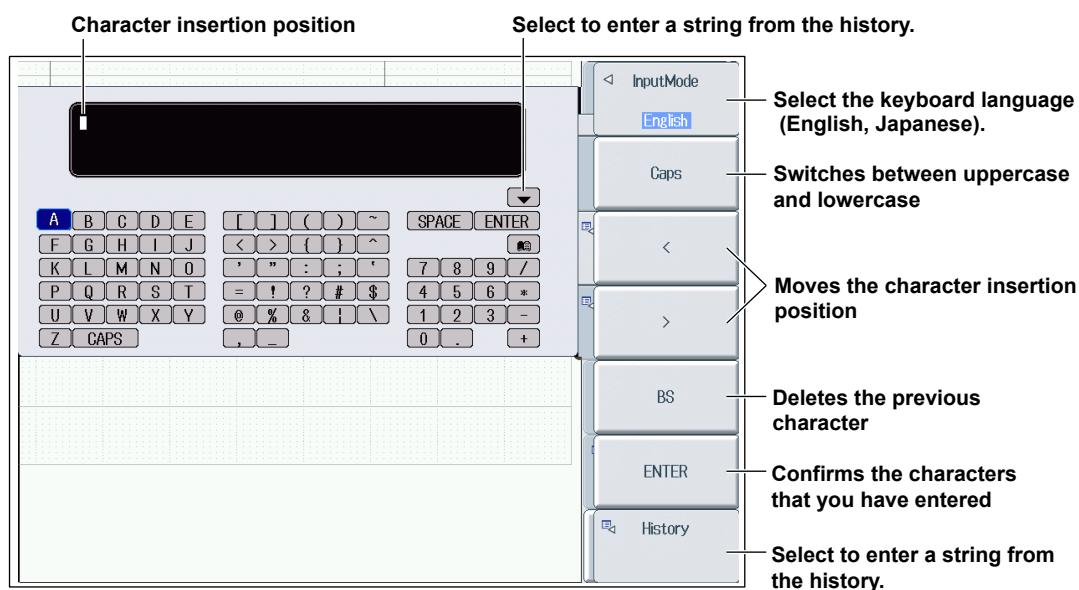 Character insertion position
Select to enter a string from the history.
InputMode
English
Select the keyboard language
(English, Japanese).
Caps
Switches between uppercase
and lowercase
A B C D E [ ] ( ) ~ SPACE ENTER
F G H I J < > { } ^
K L M N O ' " : ; ` 7 8 9 /
P Q R S T = ! ? # $ 4 5 6 *
U V W X Y @ % & ¦ \ 1 2 3 -
Z CAPS , _ 0 . +
<
>
Moves the character insertion
position
BS
Deletes the previous
character
ENTER
Confirms the characters
that you have entered
History
Select to enter a string from
the history.